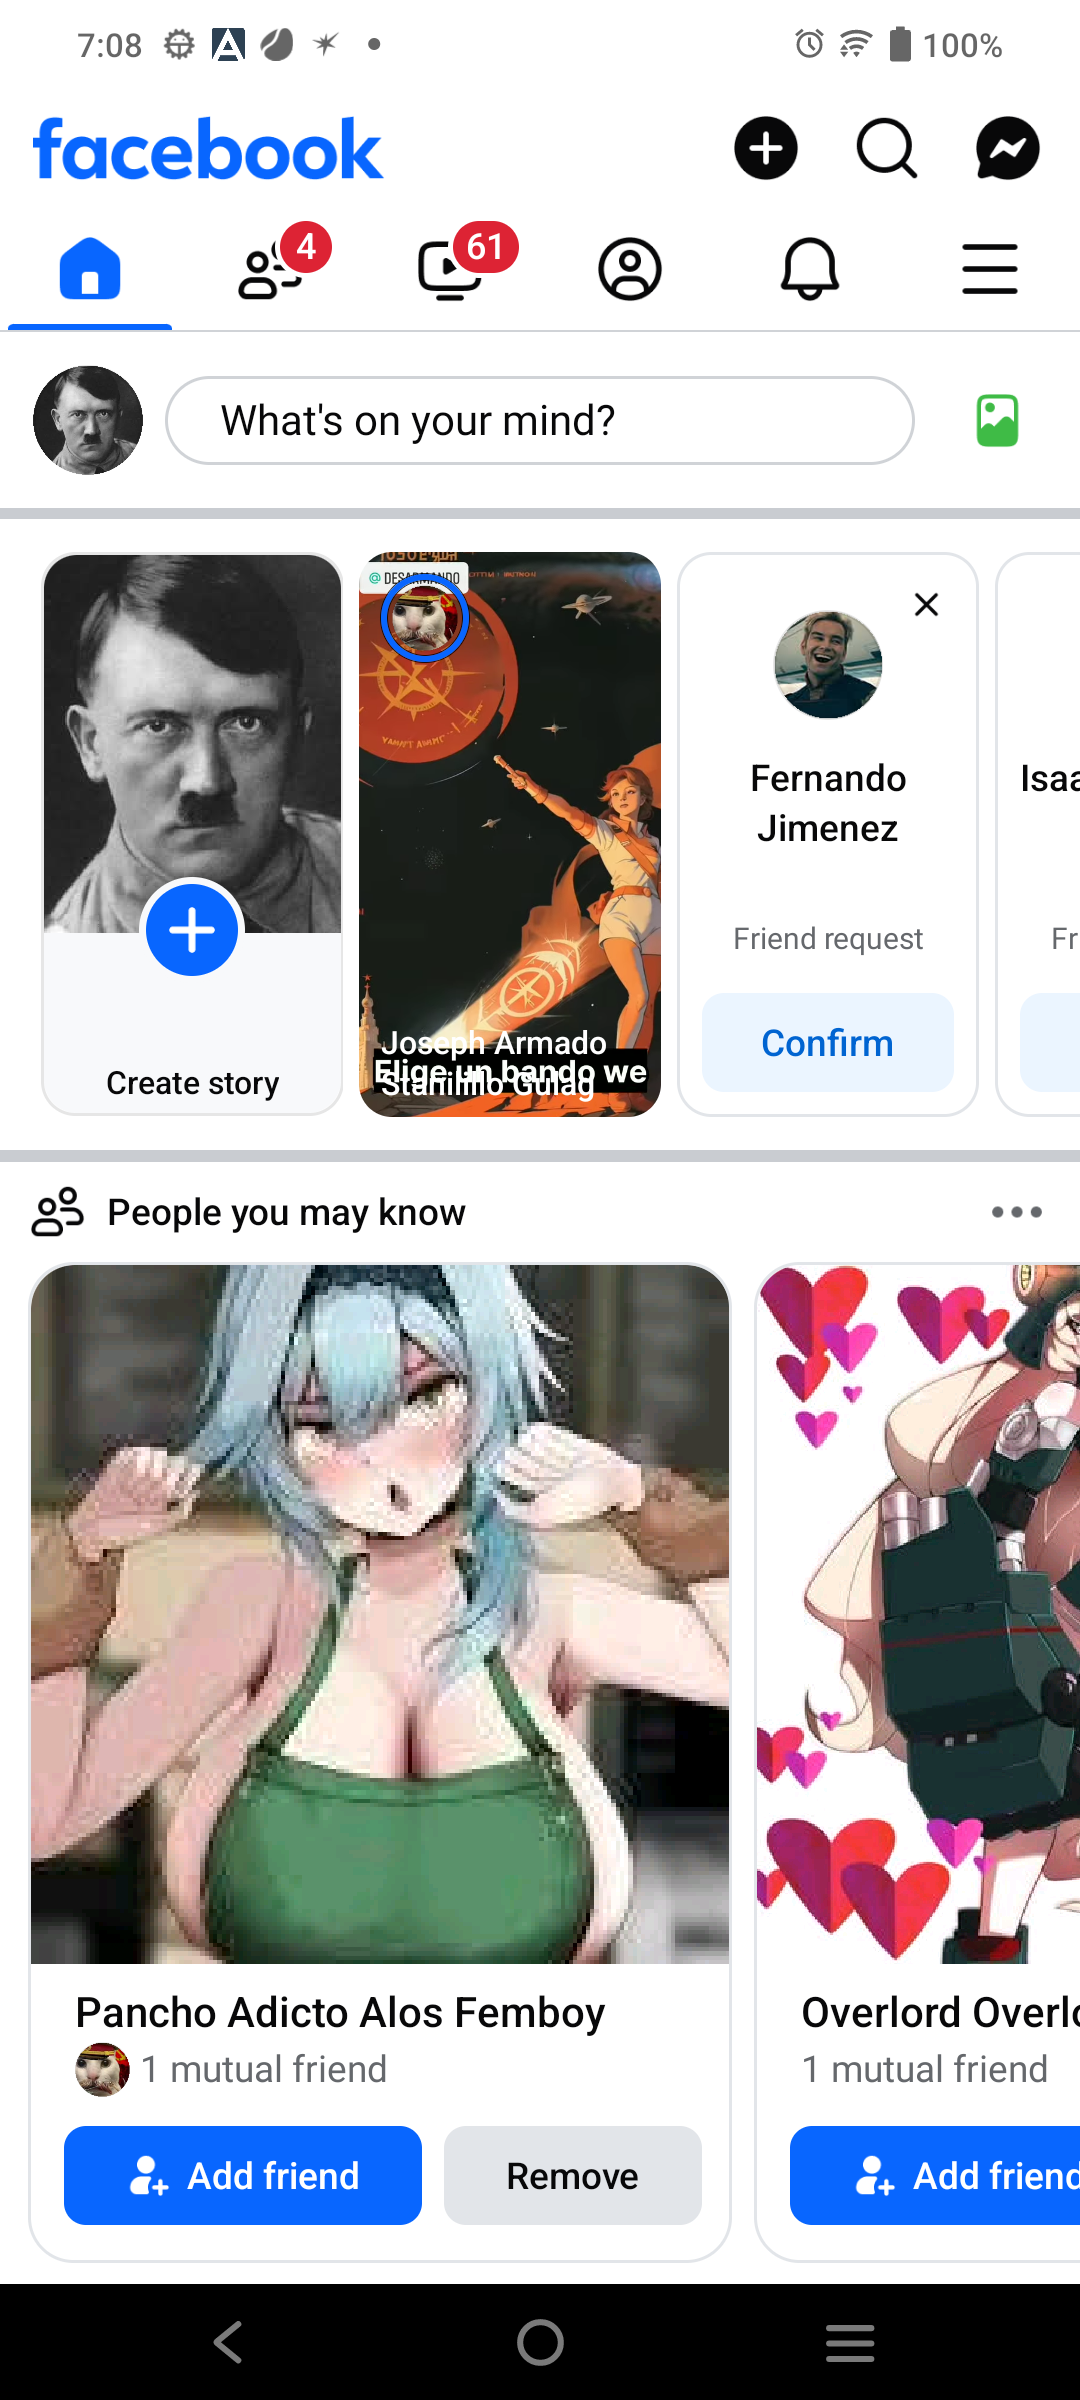 7:08
100%
facebook
4
61
What's on your mind?
@ DESARMANDO
Joseph Armado
Elige un bando we
Gulag
Create story
Fernando
Jimenez
Friend request
Confirm
Isaa
Fr
People you may know
Pancho Adicto Alos Femboy
1 mutual friend
Add friend
Remove
Overlord Overlo
1 mutual friend
Add friend